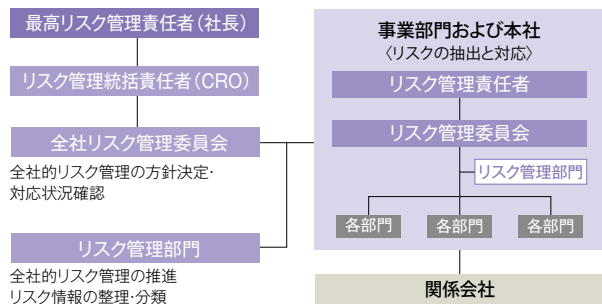 最高リスク管理責任者（社長）
リスク管理統括責任者（CRO）
全社リスク管理委員会
全社的リスク管理の方針決定・
対応状況確認
リスク管理部門
全社的リスク管理の推進
リスク情報の整理・分類
事業部門および本社
〈リスクの抽出と対応〉
リスク管理責任者
リスク管理委員会
リスク管理部門
各部門
各部門
各部門
関係会社